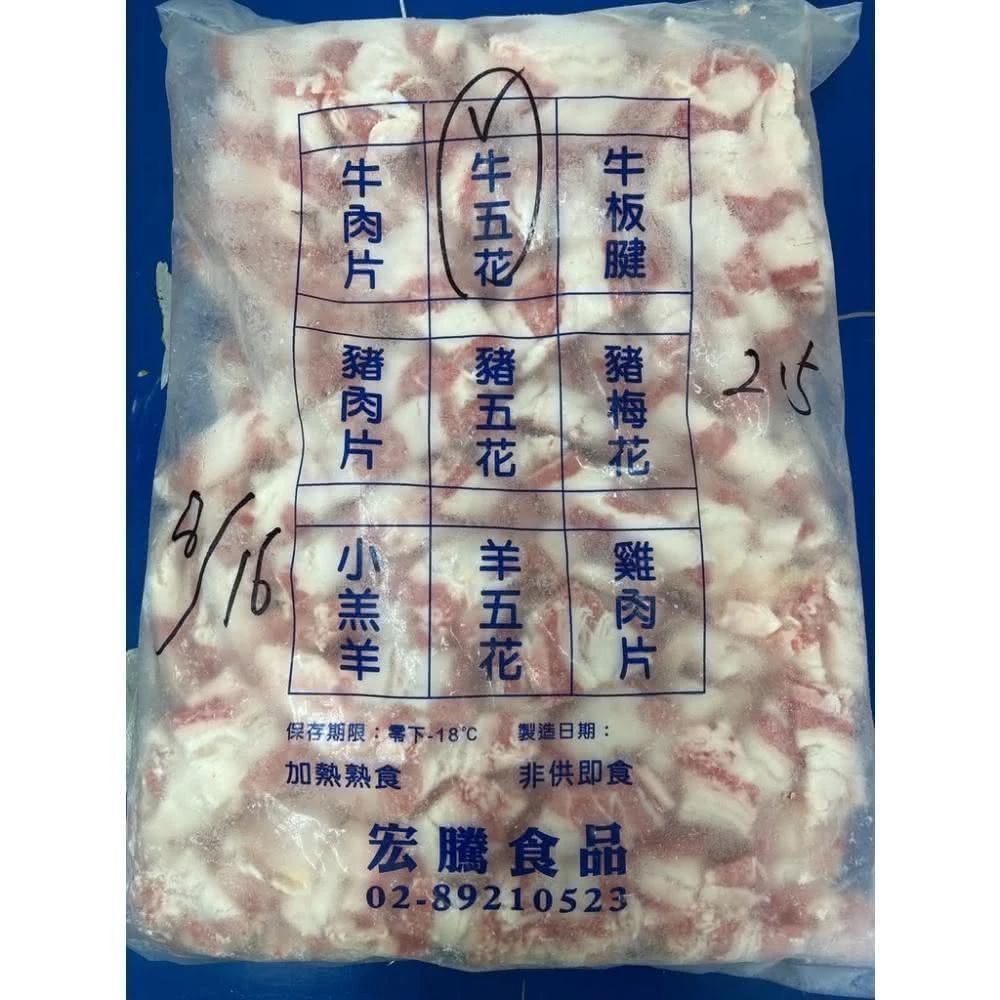 ✓
牛肉片 牛五花 牛板腱
豬肉片 豬五花 豬梅花
215
8/16
小羔羊 羊五花 雞肉片
保存期限：零下-18℃ 製造日期：
加熱熟食 非供即食
宏騰食品
02-89210523